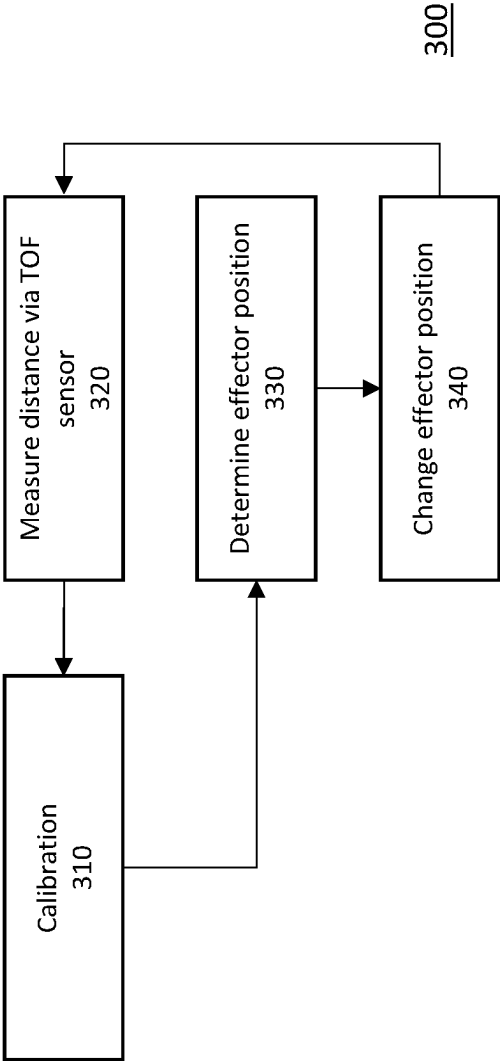 300
Calibration
310
Measure distance via TOF
sensor
320
Determine effector position
330
Change effector position
340